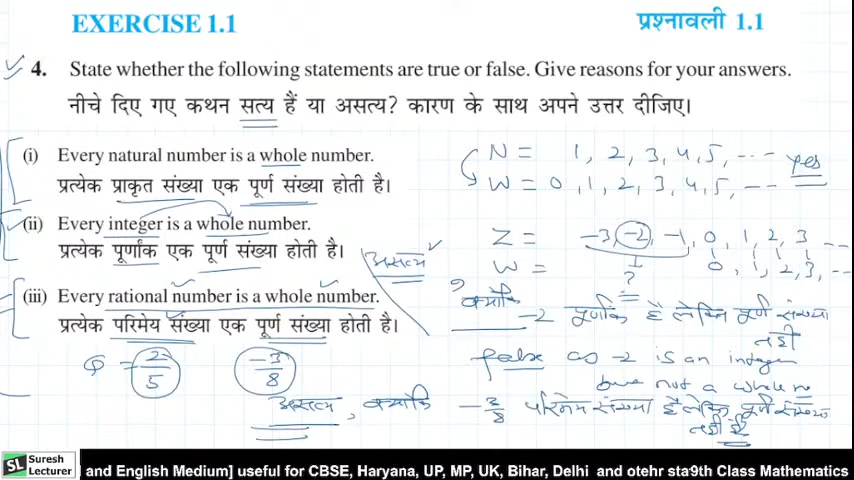 EXERCISE 1.1 प्रश्नावली 1.1
4. State whether the following statements are true or false. Give reasons for your answers.
नीचे दिए गए कथन सत्य हैं या असत्य? कारण के साथ अपने उत्तर दीजिए।
(i) Every natural number is a whole number.
प्रत्येक प्राकृत संख्या एक पूर्ण संख्या होती है।
N = 1, 2, 3, 4, 5, ...
W = 0, 1, 2, 3, 4, 5, ...
yes
(ii) Every integer is a whole number.
प्रत्येक पूर्णांक एक पूर्ण संख्या होती है।
असत्य
Z = -3, -2, -1, 0, 1, 2, 3 ...
W = ? 0, 1, 2, 3, ...
क्योंकि -2 पूर्णांक है लेकिन पूर्ण संख्या
नहीं
false as -2 is an integer
but not a whole no
(iii) Every rational number is a whole number.
प्रत्येक परिमेय संख्या एक पूर्ण संख्या होती है।
Q = 2/5 -3/8
असत्य, क्योंकि -3/8 परिमेय संख्या है लेकिन पूर्ण संख्या
नहीं है
SL Suresh
Lecturer
l and English Medium] useful for CBSE, Haryana, UP, MP, UK, Bihar, Delhi and otehr sta9th Class Mathematics